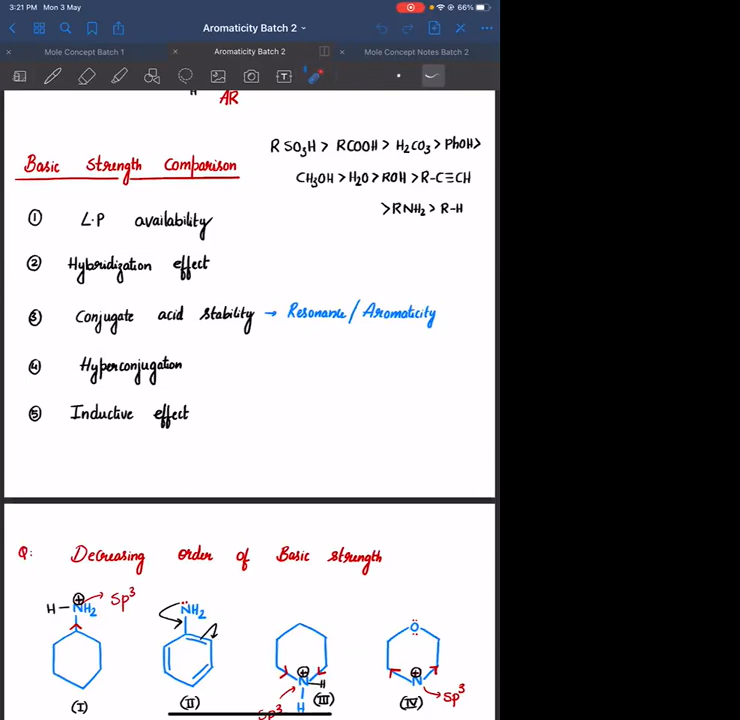 3:21 PM Mon 3 May
66%
Aromaticity Batch 2
Mole Concept Batch 1
Aromaticity Batch 2
Mole Concept Notes Batch 2
H
AR
Basic Strength Comparison
R SO3H > RCOOH > H2CO3 > PhOH>
CH3OH > H2O > ROH > R-C≡CH
>RNH2 > R-H
① L.P availability
② Hybridization effect
③ Conjugate acid stability → Resonance/Aromaticity
④ Hyperconjugation
⑤ Inductive effect
Q: Decreasing order of Basic strength
H-NH2 ⊕ Sp³
NH2
O
N ⊕ H
N ⊕
Sp³
H
Sp³
(I) (II) (III) (IV)